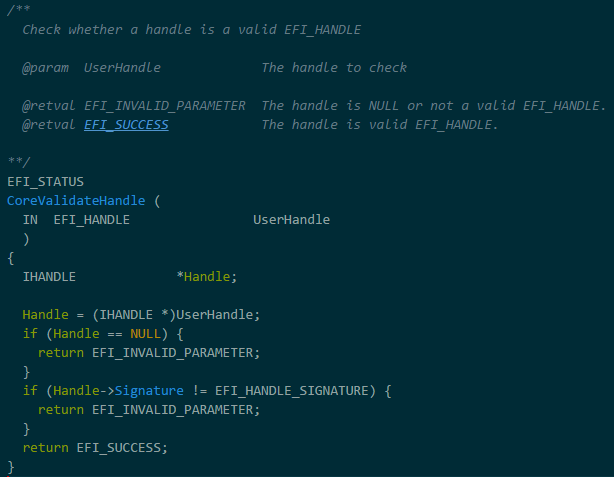 /**
  Check whether a handle is a valid EFI_HANDLE
  @param  UserHandle             The handle to check
  @retval EFI_INVALID_PARAMETER  The handle is NULL or not a valid EFI_HANDLE.
  @retval EFI_SUCCESS            The handle is valid EFI_HANDLE.
**/
EFI_STATUS
CoreValidateHandle (
  IN  EFI_HANDLE                UserHandle
  )
{
  IHANDLE             *Handle;
  Handle = (IHANDLE *)UserHandle;
  if (Handle == NULL) {
    return EFI_INVALID_PARAMETER;
  }
  if (Handle->Signature != EFI_HANDLE_SIGNATURE) {
    return EFI_INVALID_PARAMETER;
  }
  return EFI_SUCCESS;
}